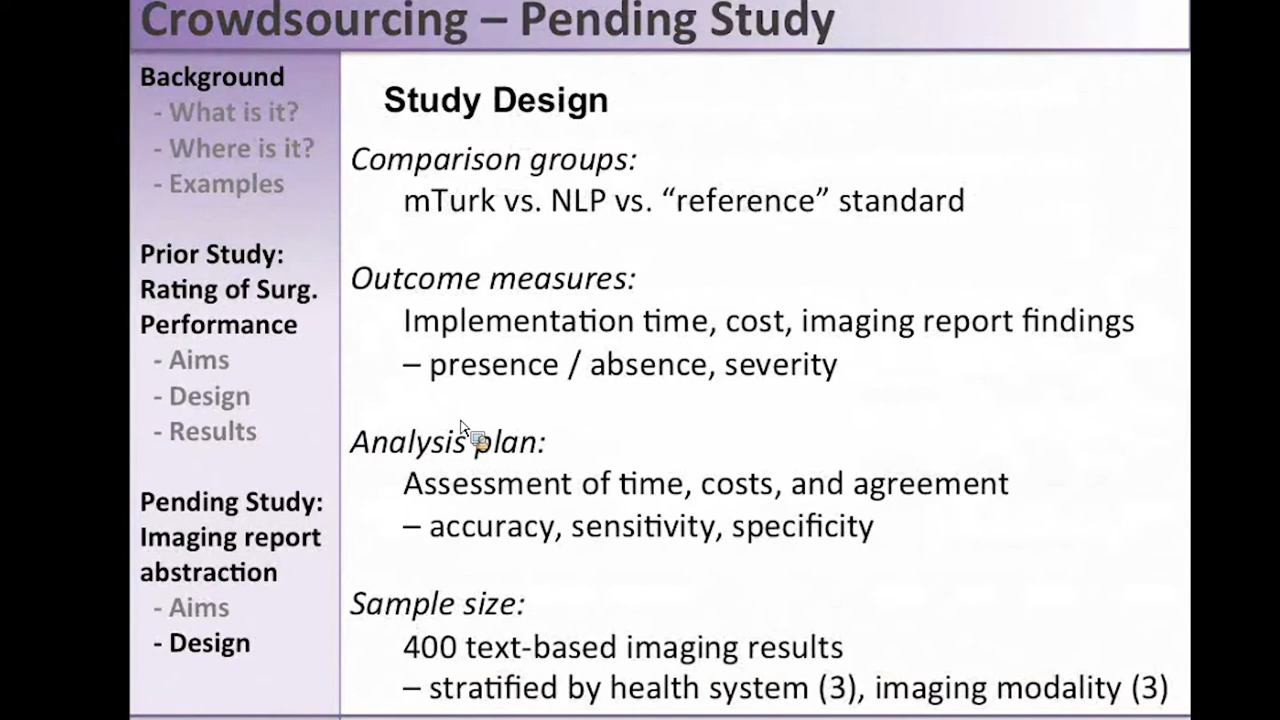 Crowdsourcing – Pending Study
Background
- What is it?
- Where is it?
- Examples
Prior Study:
Rating of Surg.
Performance
- Aims
- Design
- Results
Pending Study:
Imaging report
abstraction
- Aims
- Design
Study Design
Comparison groups:
mTurk vs. NLP vs. “reference” standard
Outcome measures:
Implementation time, cost, imaging report findings
– presence / absence, severity
Analysis plan:
Assessment of time, costs, and agreement
– accuracy, sensitivity, specificity
Sample size:
400 text-based imaging results
– stratified by health system (3), imaging modality (3)